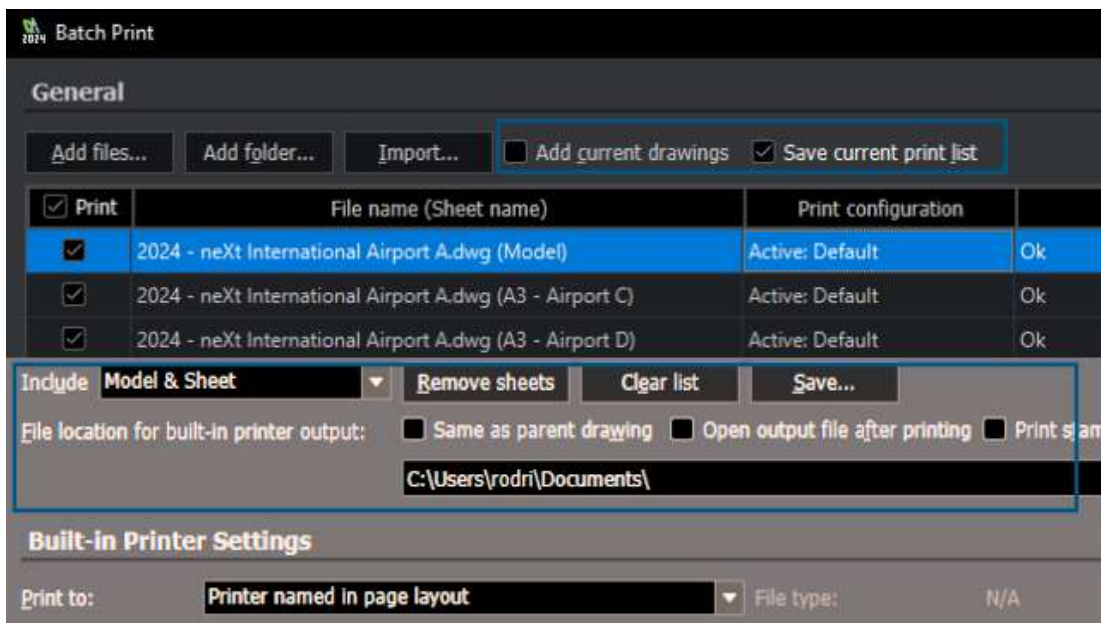 2024 Batch Print
General
Add files... Add folder... Import... Add current drawings Save current print list
Print File name (Sheet name) Print configuration
2024 - neXt International Airport A.dwg (Model) Active: Default Ok
2024 - neXt International Airport A.dwg (A3 - Airport C) Active: Default Ok
2024 - neXt International Airport A.dwg (A3 - Airport D) Active: Default Ok
Include Model & Sheet Remove sheets Clear list Save...
File location for built-in printer output: Same as parent drawing Open output file after printing Print
C:\Users\rodri\Documents\
Built-in Printer Settings
Print to: Printer named in page layout File type: N/A